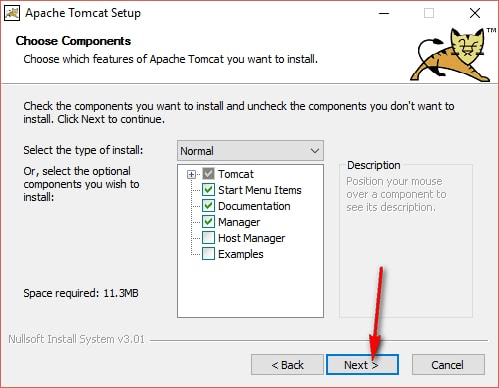 Apache Tomcat Setup
Choose Components
Choose which features of Apache Tomcat you want to install.
TM
Check the components you want to install and uncheck the components you don't want to
install. Click Next to continue.
Select the type of install:
Normal
Or, select the optional
components you wish to
install:
Tomcat
Start Menu Items
Documentation
Manager
Host Manager
Examples
Description
Position your mouse
over a component to
see its description.
Space required: 11.3MB
Nullsoft Install System v3.01
< Back
Next >
Cancel